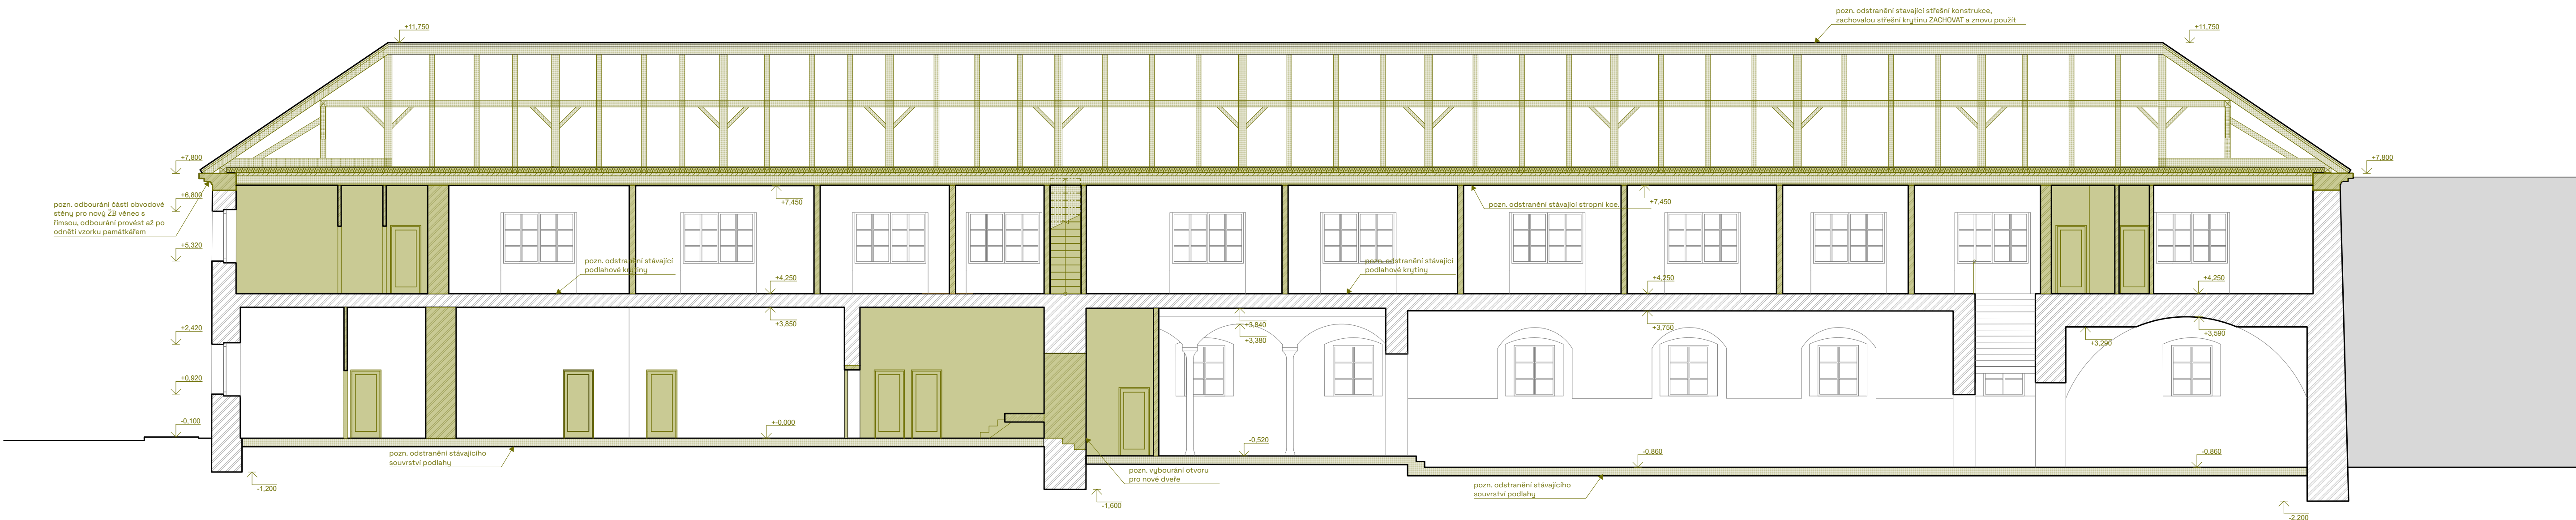 +11,750
pozn. odstranění stavající střešní konstrukce,
zachovalou střešní krytinu ZACHOVAT a znovu použít
+11,750
+7,800
+7,800
+6,800
pozn. odbourání části obvodové
stěny pro nový ŽB věnec s
římsou, odbourání provést až po
odnětí vzorku památkářem
+7,450
pozn. odstranění stávající stropní kce.
+7,450
+5,320
pozn. odstranění stávající
podlahové krytiny
+4,250
pozn. odstranění stávající
podlahové krytiny
+4,250
+4,250
+3,850
+3,840
+3,380
+3,750
+3,590
+3,290
+2,420
+0,920
-0,100
+-0,000
-0,520
-0,860
-0,860
pozn. odstranění stávajícího
souvrství podlahy
pozn. vybourání otvoru
pro nové dveře
pozn. odstranění stávajícího
souvrství podlahy
-1,200
-1,600
-2,200